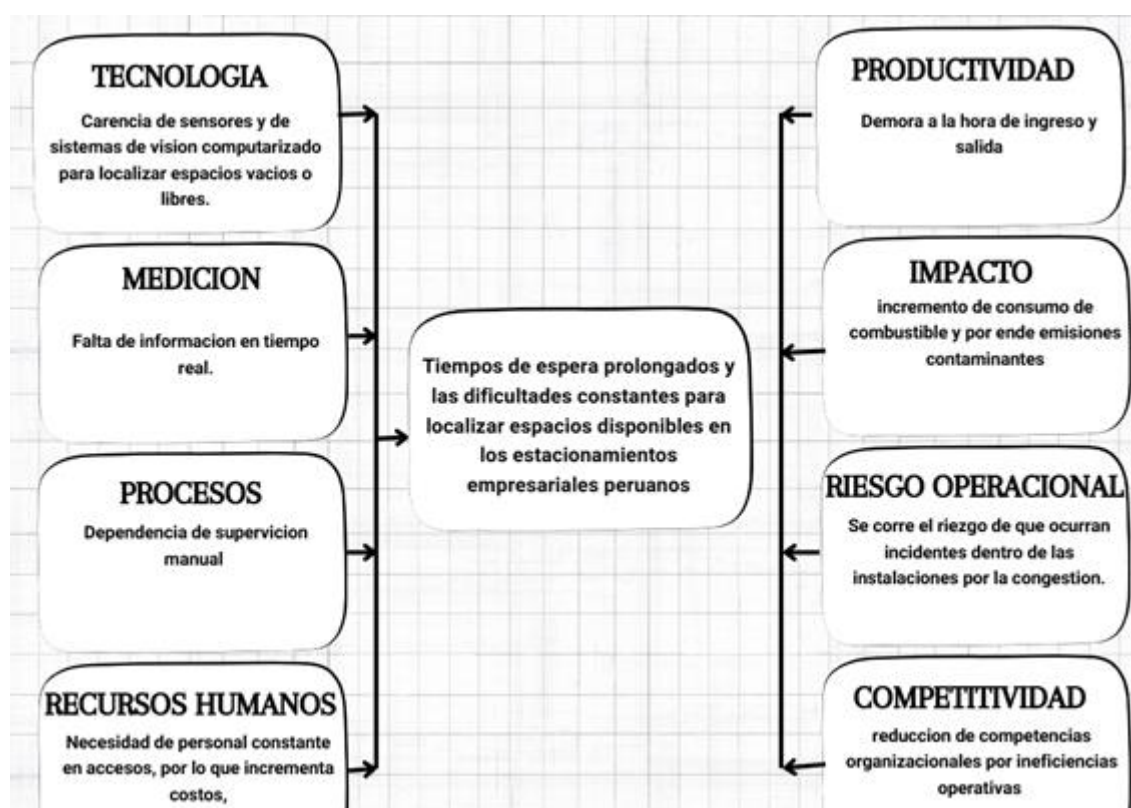 TECNOLOGIA
Carencia de sensores y de
sistemas de vision computarizado
para localizar espacios vacios o
libres.
MEDICION
Falta de informacion en tiempo
real.
PROCESOS
Dependencia de supervicion
manual
RECURSOS HUMANOS
Necesidad de personal constante
en accesos, por lo que incrementa
costos,
Tiempos de espera prolongados y
las dificultades constantes para
localizar espacios disponibles en
los estacionamientos
empresariales peruanos
PRODUCTIVIDAD
Demora a la hora de ingreso y
salida
IMPACTO
incremento de consumo de
combustible y por ende emisiones
contaminantes
RIESGO OPERACIONAL
Se corre el riezgo de que ocurran
incidentes dentro de las
instalaciones por la congestion.
COMPETITIVIDAD
reduccion de competencias
organizacionales por ineficiencias
operativas